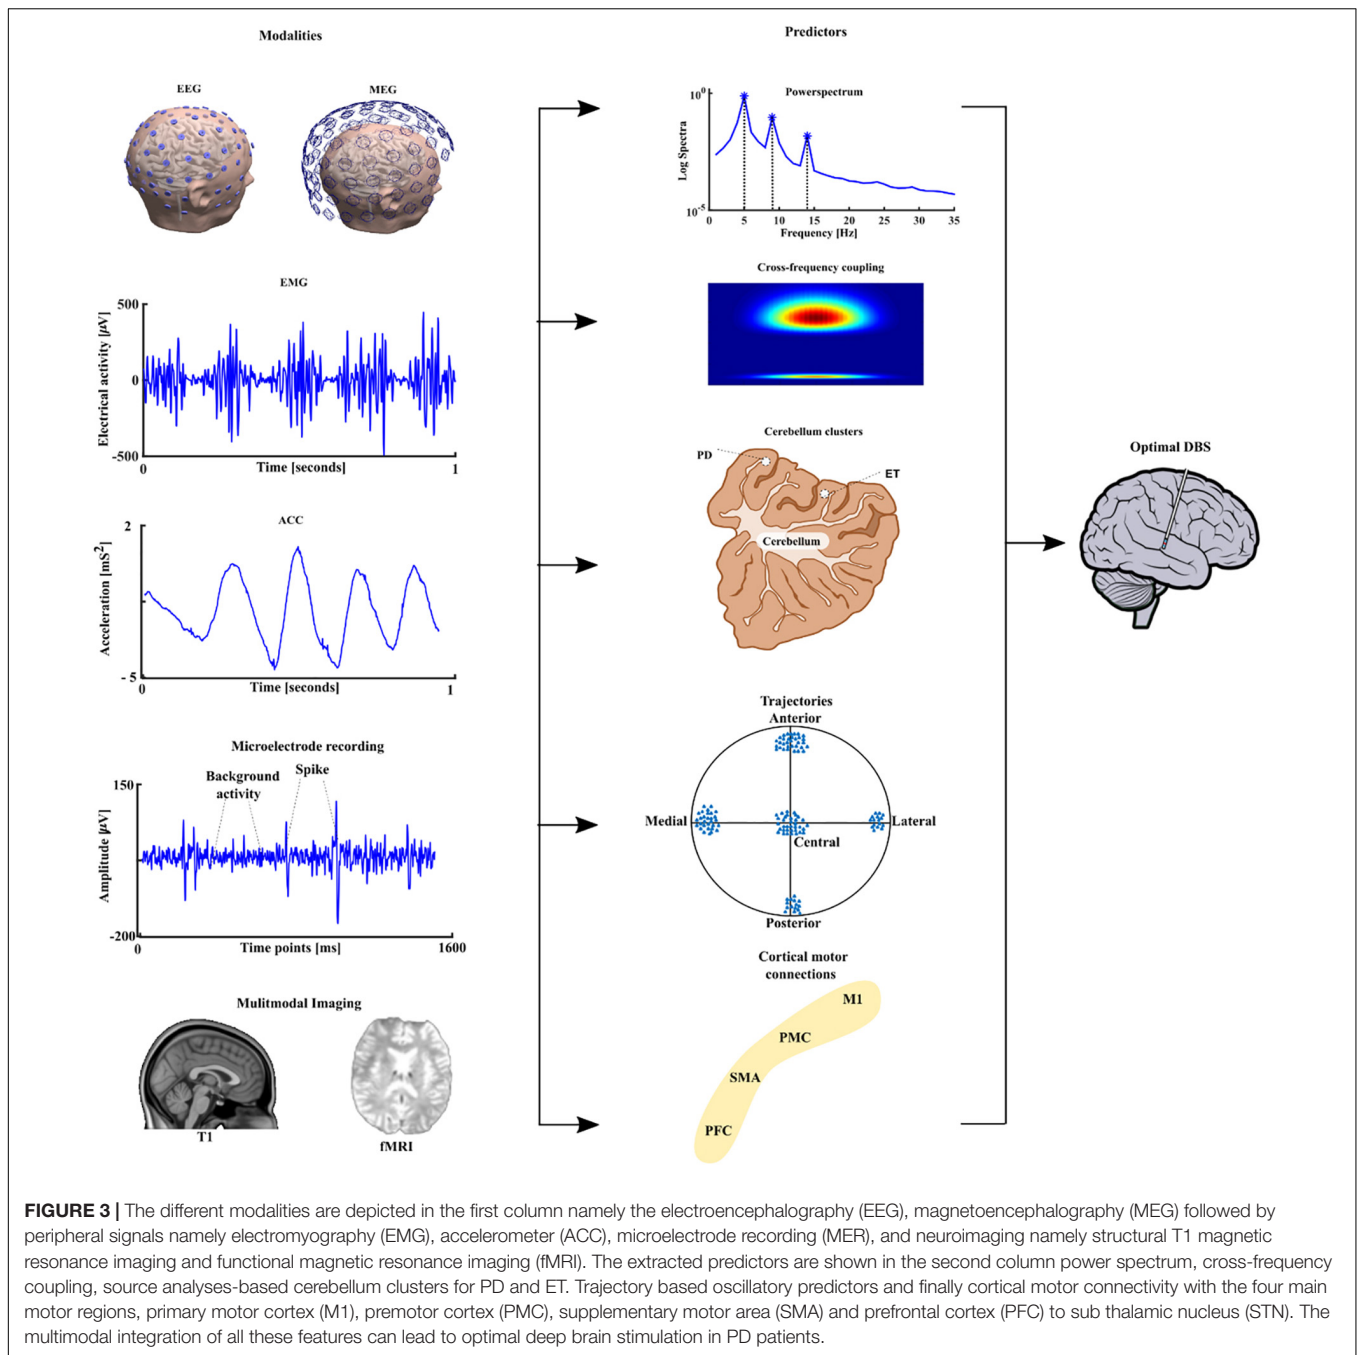 Modalities
Predictors
EEG
MEG
Powerspectrum
10^0
Log Spectra
10^-5
0 5 10 15 20 25 30 35
Frequency [Hz]
EMG
500
Electrical activity [µV]
0
-500
0
Time [seconds]
1
Cross-frequency coupling
Cerebellum clusters
PD
ET
Cerebellum
Optimal DBS
ACC
2
Acceleration [mS^2]
- 5
0
Time [seconds]
1
Microelectrode recording
Background activity
Spike
150
Amplitude [µV]
-200
0
Time points [ms]
1600
Trajectories
Anterior
Medial
Lateral
Central
Posterior
Mulitmodal Imaging
T1
fMRI
Cortical motor
connections
M1
PMC
SMA
PFC
FIGURE 3 | The different modalities are depicted in the first column namely the electroencephalography (EEG), magnetoencephalography (MEG) followed by
peripheral signals namely electromyography (EMG), accelerometer (ACC), microelectrode recording (MER), and neuroimaging namely structural T1 magnetic
resonance imaging and functional magnetic resonance imaging (fMRI). The extracted predictors are shown in the second column power spectrum, cross-frequency
coupling, source analyses-based cerebellum clusters for PD and ET. Trajectory based oscillatory predictors and finally cortical motor connectivity with the four main
motor regions, primary motor cortex (M1), premotor cortex (PMC), supplementary motor area (SMA) and prefrontal cortex (PFC) to sub thalamic nucleus (STN). The
multimodal integration of all these features can lead to optimal deep brain stimulation in PD patients.